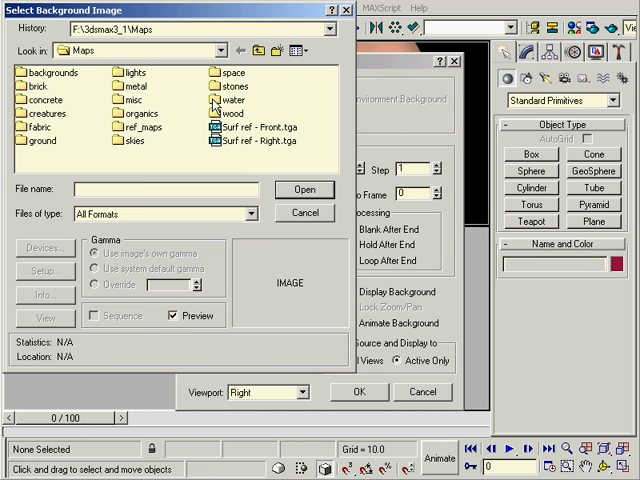 Select Background Image
MAXScript
Help
History:
F:\3dsmax3_1\Maps
Look in:
Maps
backgrounds
lights
space
brick
metal
stones
concrete
misc
water
creatures
organics
wood
fabric
ref_maps
Surf ref - Front.tga
ground
skies
Surf ref - Right.tga
File name:
Open
Files of type:
All Formats
Cancel
Devices...
Setup...
Info...
View
Gamma
Use image's own gamma
Use system default gamma
Override
Sequence
Preview
IMAGE
Statistics: N/A
Location: N/A
Environment Background
Step
1
Frame
0
Blank After End
Hold After End
Loop After End
Display Background
Lock Zoom/Pan
Animate Background
Source and Display to
Views
Active Only
Viewport:
Right
OK
Cancel
Standard Primitives
Object Type
AutoGrid
Box
Cone
Sphere
GeoSphere
Cylinder
Tube
Torus
Pyramid
Teapot
Plane
Name and Color
0 / 100
None Selected
Grid = 10.0
Animate
Click and drag to select and move objects
0